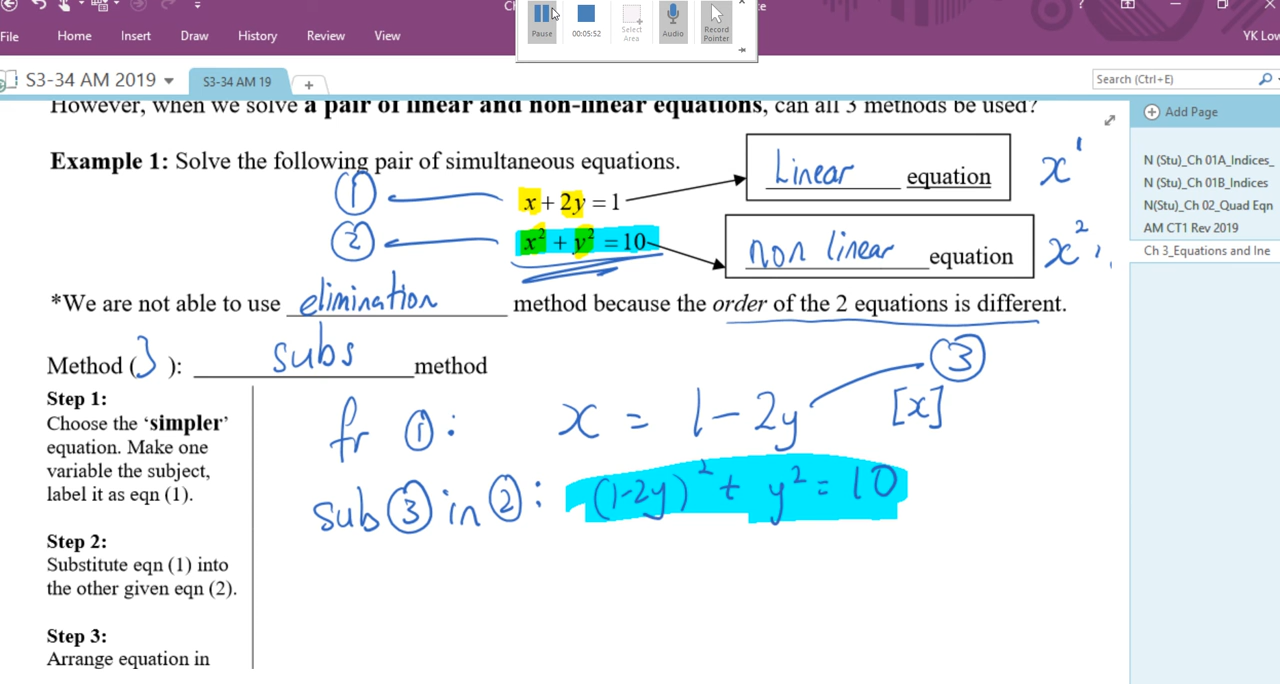 00:05:52
Pause
Select Area
Audio
Record Pointer
File Home Insert Draw History Review View
YK Low
S3-34 AM 2019
S3-34 AM 19
Search (Ctrl+E)
Add Page
N (Stu)_Ch 01A_Indices_
N (Stu)_Ch 01B_Indices
N(Stu)_Ch 02_Quad Eqn
AM CT1 Rev 2019
Ch 3_Equations and Ine
However, when we solve a pair of linear and non-linear equations, can all 3 methods be used?
Example 1: Solve the following pair of simultaneous equations.
① x + 2y = 1 Linear equation x¹
② x² + y² = 10 non linear equation x²
*We are not able to use elimination method because the order of the 2 equations is different.
Method (3): subs method
Step 1:
Choose the ‘simpler’
equation. Make one
variable the subject,
label it as eqn (1).
fr ①: x = 1 - 2y ③
[x]
sub ③ in ②: (1-2y)² + y² = 10
Step 2:
Substitute eqn (1) into
the other given eqn (2).
Step 3:
Arrange equation in